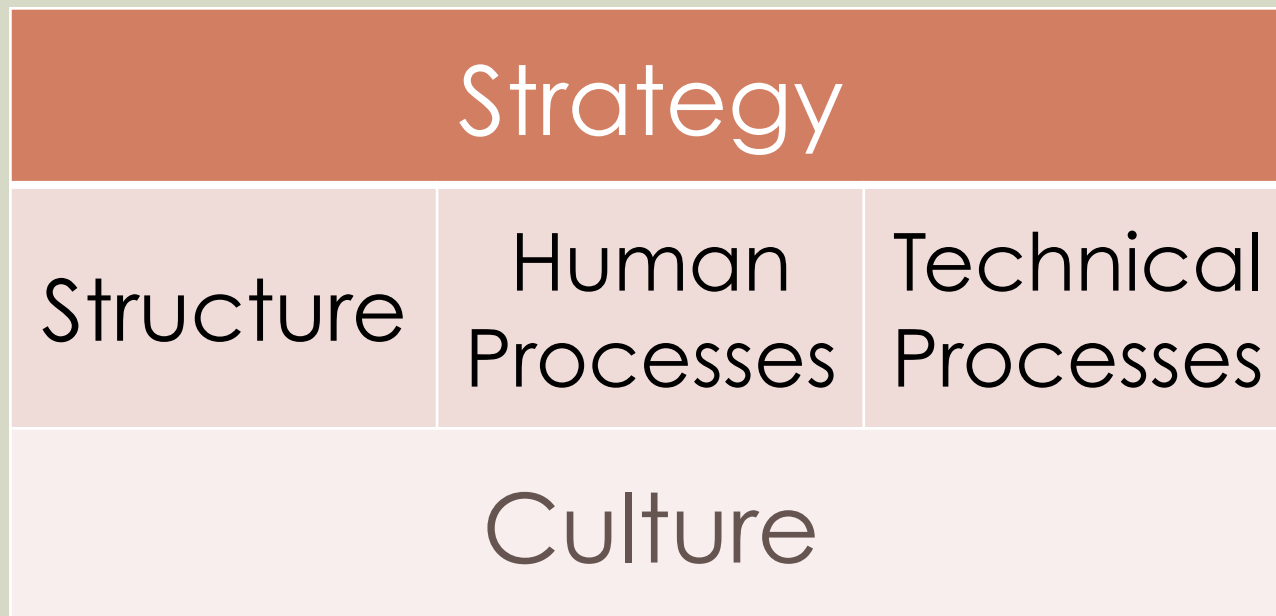 Strategy
Structure
Human
Processes
Technical
Processes
Culture